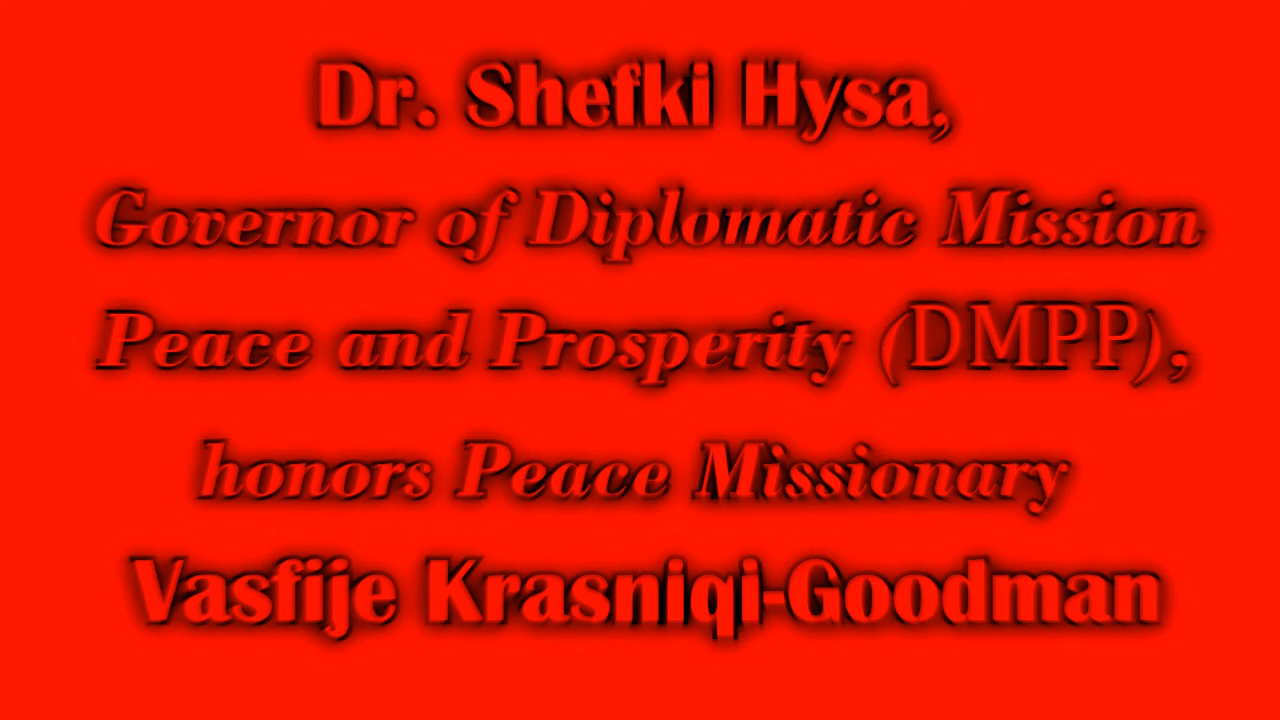 Dr. Shefki Hysa,
Governor of Diplomatic Mission
Peace and Prosperity (DMPP),
honors Peace Missionary
Vasfije Krasniqi-Goodman